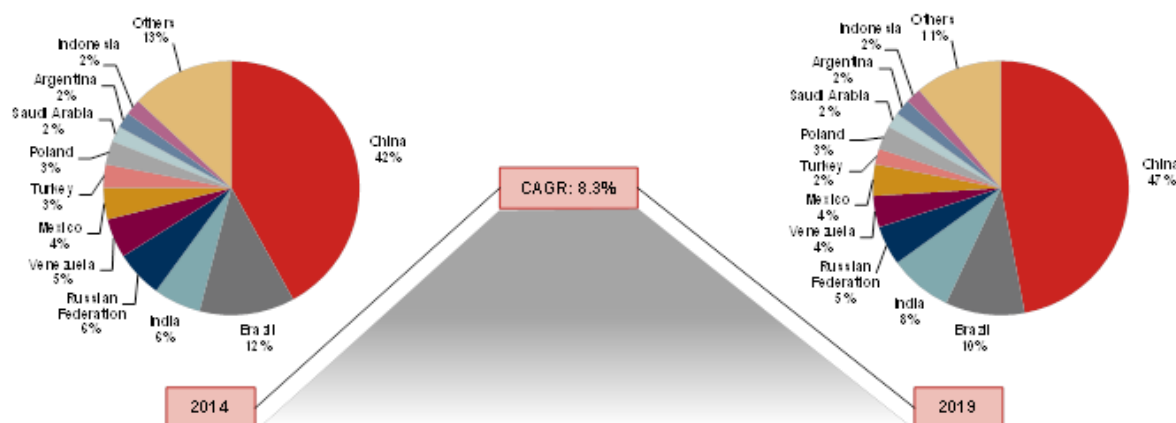 Others
13%
Indonesia
2%
Argentina
2%
Saudi Arabia
2%
Poland
3%
Turkey
3%
Mexico
4%
Venezuela
5%
Russian
Federation
6%
India
6%
Brazil
12%
China
42%
2014
CAGR: 8.3%
Others
11%
Indonesia
2%
Argentina
2%
Saudi Arabia
2%
Poland
3%
Turkey
2%
Mexico
4%
Venezuela
4%
Russian
Federation
5%
India
8%
Brazil
10%
China
47%
2019